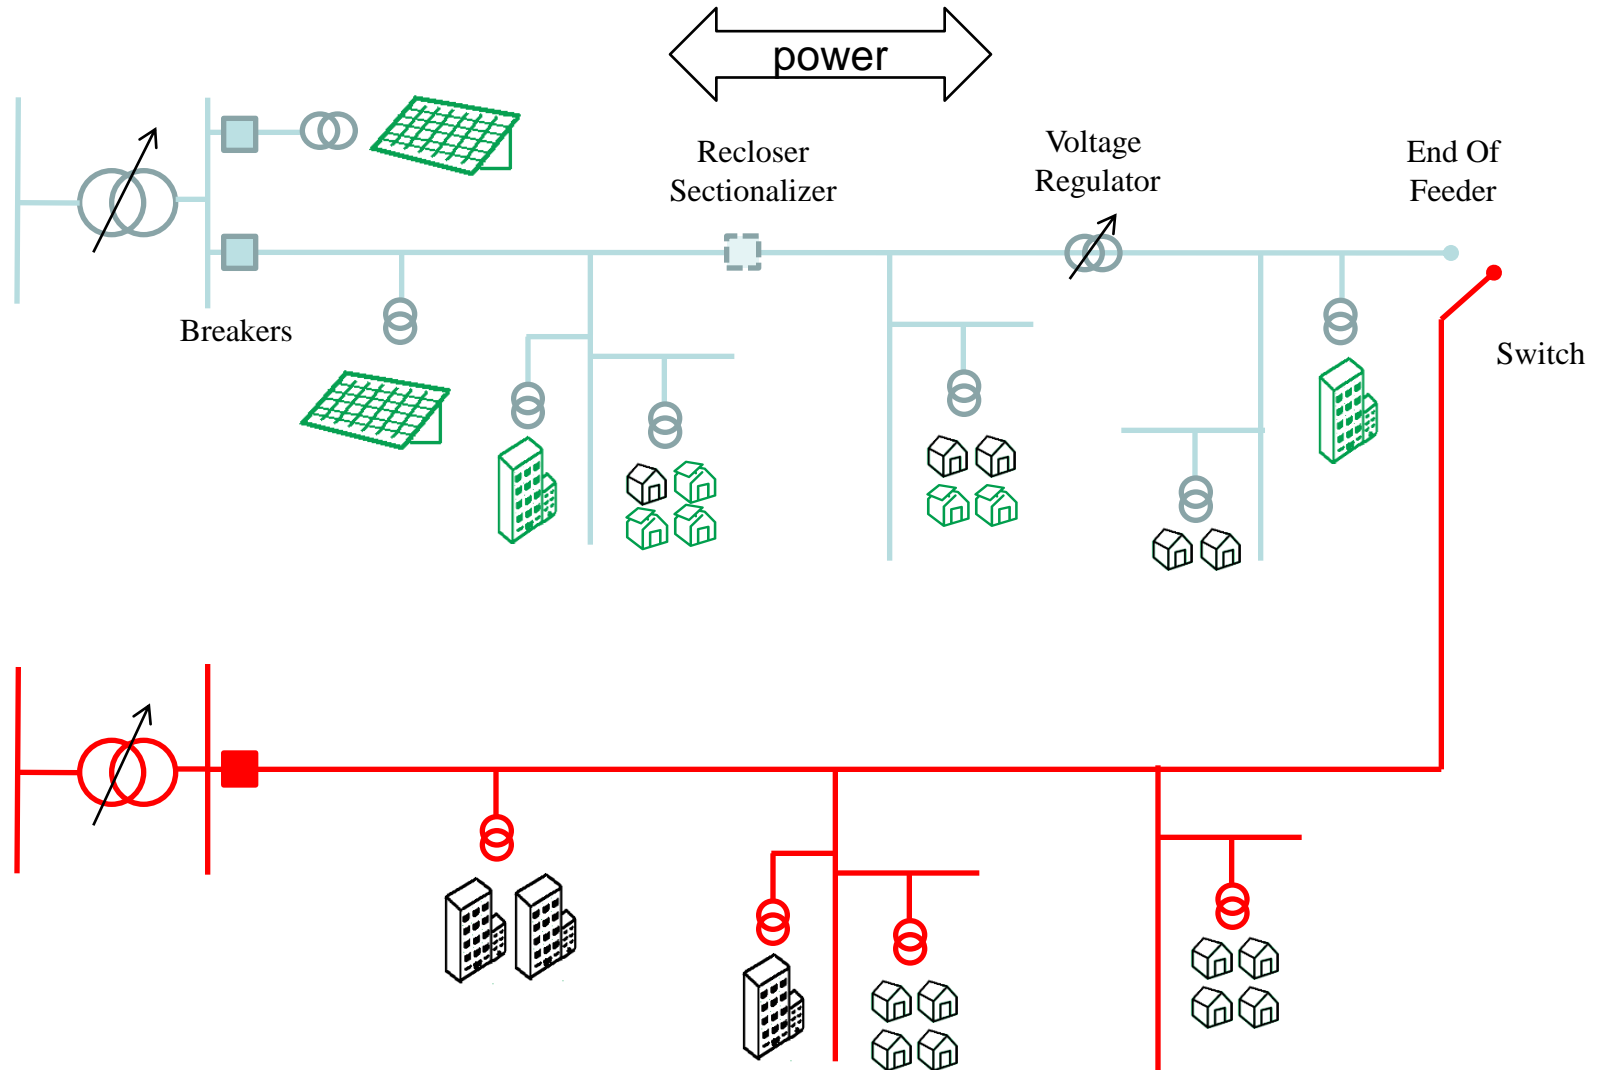 power
Recloser
Sectionalizer
Voltage
Regulator
End Of
Feeder
Breakers
Switch